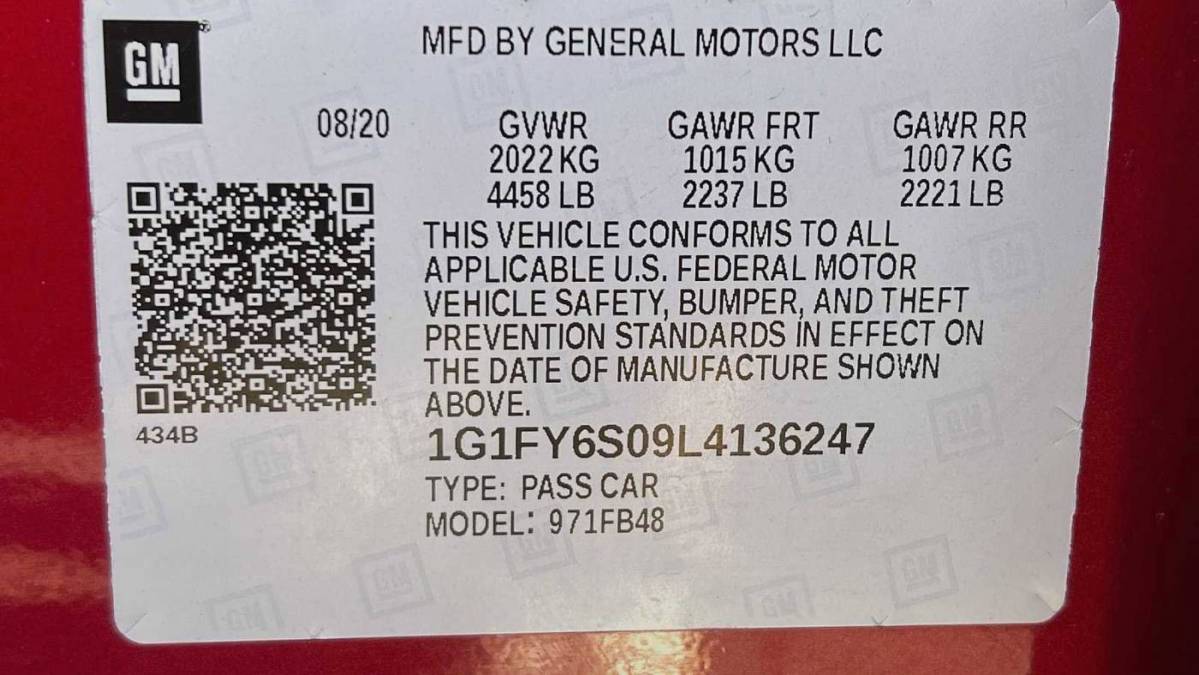 GM
MFD BY GENERAL MOTORS LLC
08/20 GVWR GAWR FRT GAWR RR
2022 KG 1015 KG 1007 KG
4458 LB 2237 LB 2221 LB
THIS VEHICLE CONFORMS TO ALL
APPLICABLE U.S. FEDERAL MOTOR
VEHICLE SAFETY, BUMPER, AND THEFT
PREVENTION STANDARDS IN EFFECT ON
THE DATE OF MANUFACTURE SHOWN
ABOVE.
434B
1G1FY6S09L4136247
TYPE: PASS CAR
MODEL: 971FB48